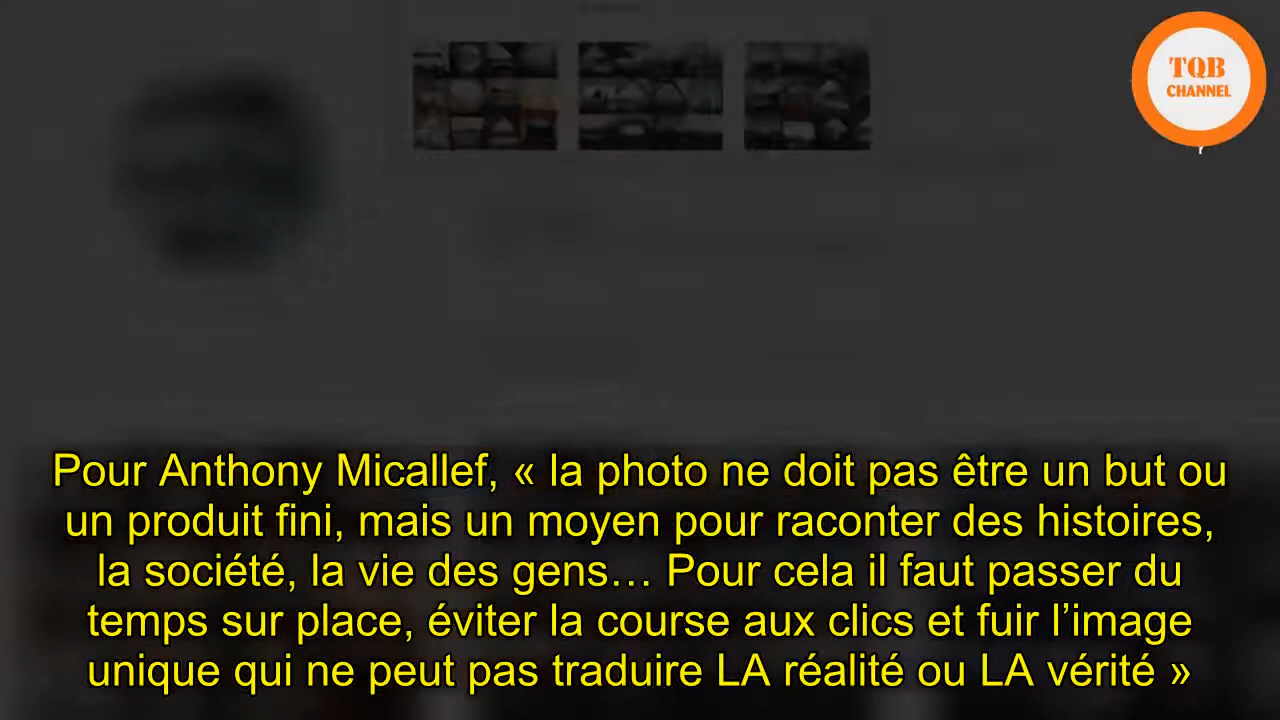 TQB
CHANNEL
Pour Anthony Micallef, « la photo ne doit pas être un but ou
un produit fini, mais un moyen pour raconter des histoires,
la société, la vie des gens… Pour cela il faut passer du
temps sur place, éviter la course aux clics et fuir l’image
unique qui ne peut pas traduire LA réalité ou LA vérité »